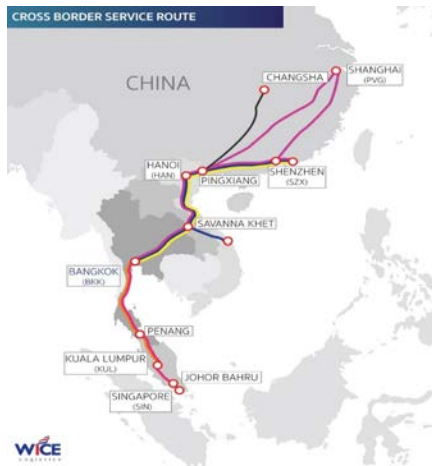 CROSS BORDER SERVICE ROUTE
CHINA
CHANGSHA
SHANGHAI
(PVG)
HANOI
(HAN)
PINGXIANG
SHENZHEN
(SZX)
SAVANNA KHET
BANGKOK
(BKK)
PENANG
KUALA LUMPUR
(KUL)
JOHOR BAHRU
SINGAPORE
(SIN)
WICE
Logistics